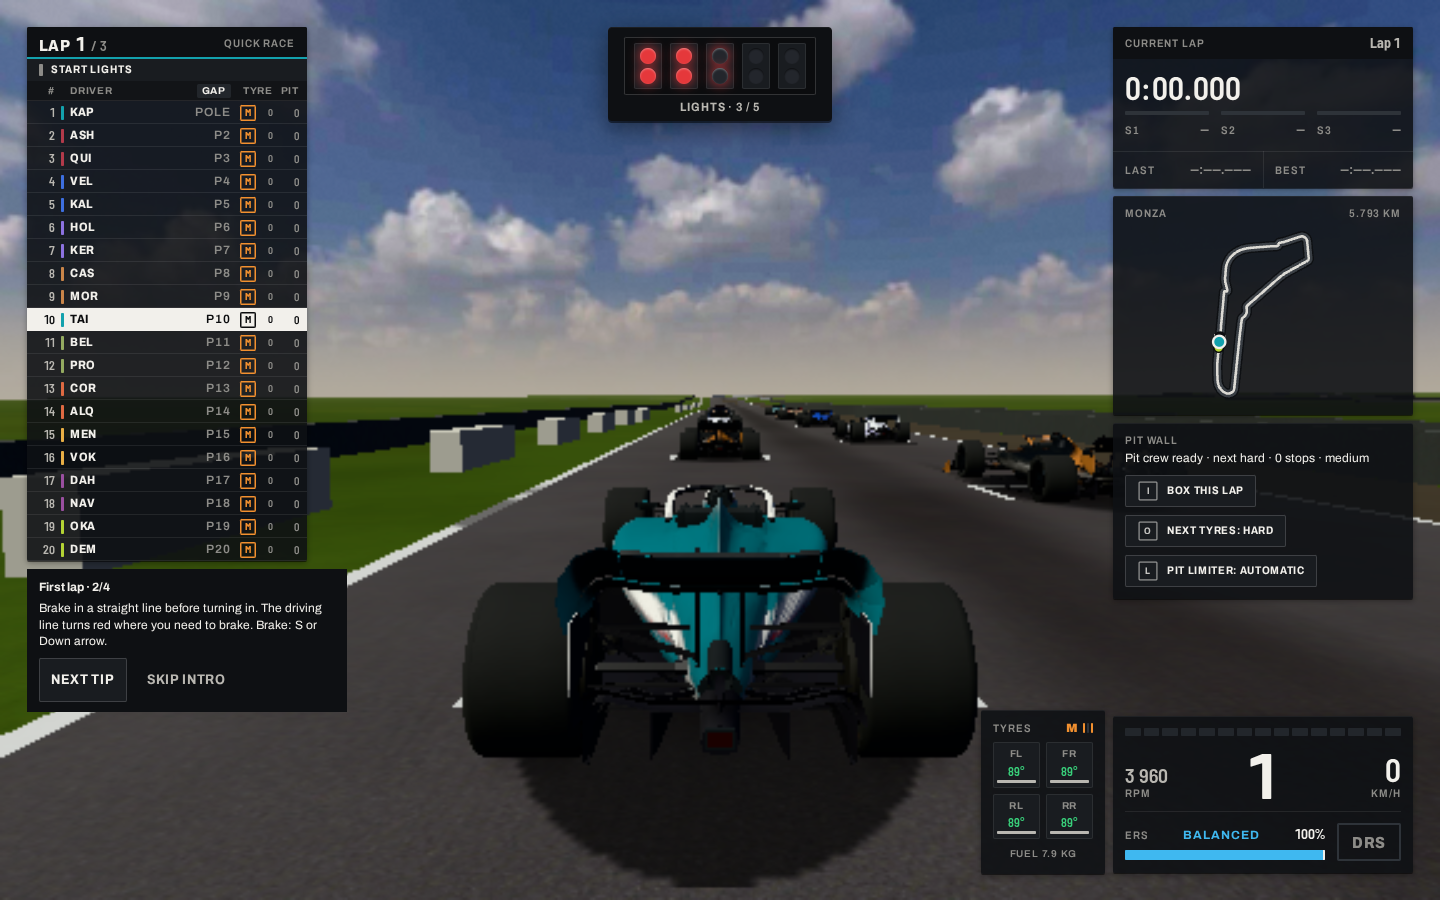 LAP 1 / 3 QUICK RACE
START LIGHTS
# DRIVER GAP TYRE PIT
1 KAP POLE M 0 0
2 ASH P2 M 0 0
3 QUI P3 M 0 0
4 VEL P4 M 0 0
5 KAL P5 M 0 0
6 HOL P6 M 0 0
7 KER P7 M 0 0
8 CAS P8 M 0 0
9 MOR P9 M 0 0
10 TAI P10 M 0 0
11 BEL P11 M 0 0
12 PRO P12 M 0 0
13 COR P13 M 0 0
14 ALQ P14 M 0 0
15 MEN P15 M 0 0
16 VOK P16 M 0 0
17 DAH P17 M 0 0
18 NAV P18 M 0 0
19 OKA P19 M 0 0
20 DEM P20 M 0 0
First lap · 2/4
Brake in a straight line before turning in. The driving
line turns red where you need to brake. Brake: S or
Down arrow.
NEXT TIP SKIP INTRO
LIGHTS · 3 / 5
CURRENT LAP Lap 1
0:00.000
S1 – S2 – S3 –
LAST –:––.––– BEST –:––.–––
MONZA 5.793 KM
PIT WALL
Pit crew ready · next hard · 0 stops · medium
I BOX THIS LAP
O NEXT TYRES: HARD
L PIT LIMITER: AUTOMATIC
TYRES M
FL FR
89° 89°
RL RR
89° 89°
FUEL 7.9 KG
3 960 1 0
RPM KM/H
ERS BALANCED 100% DRS